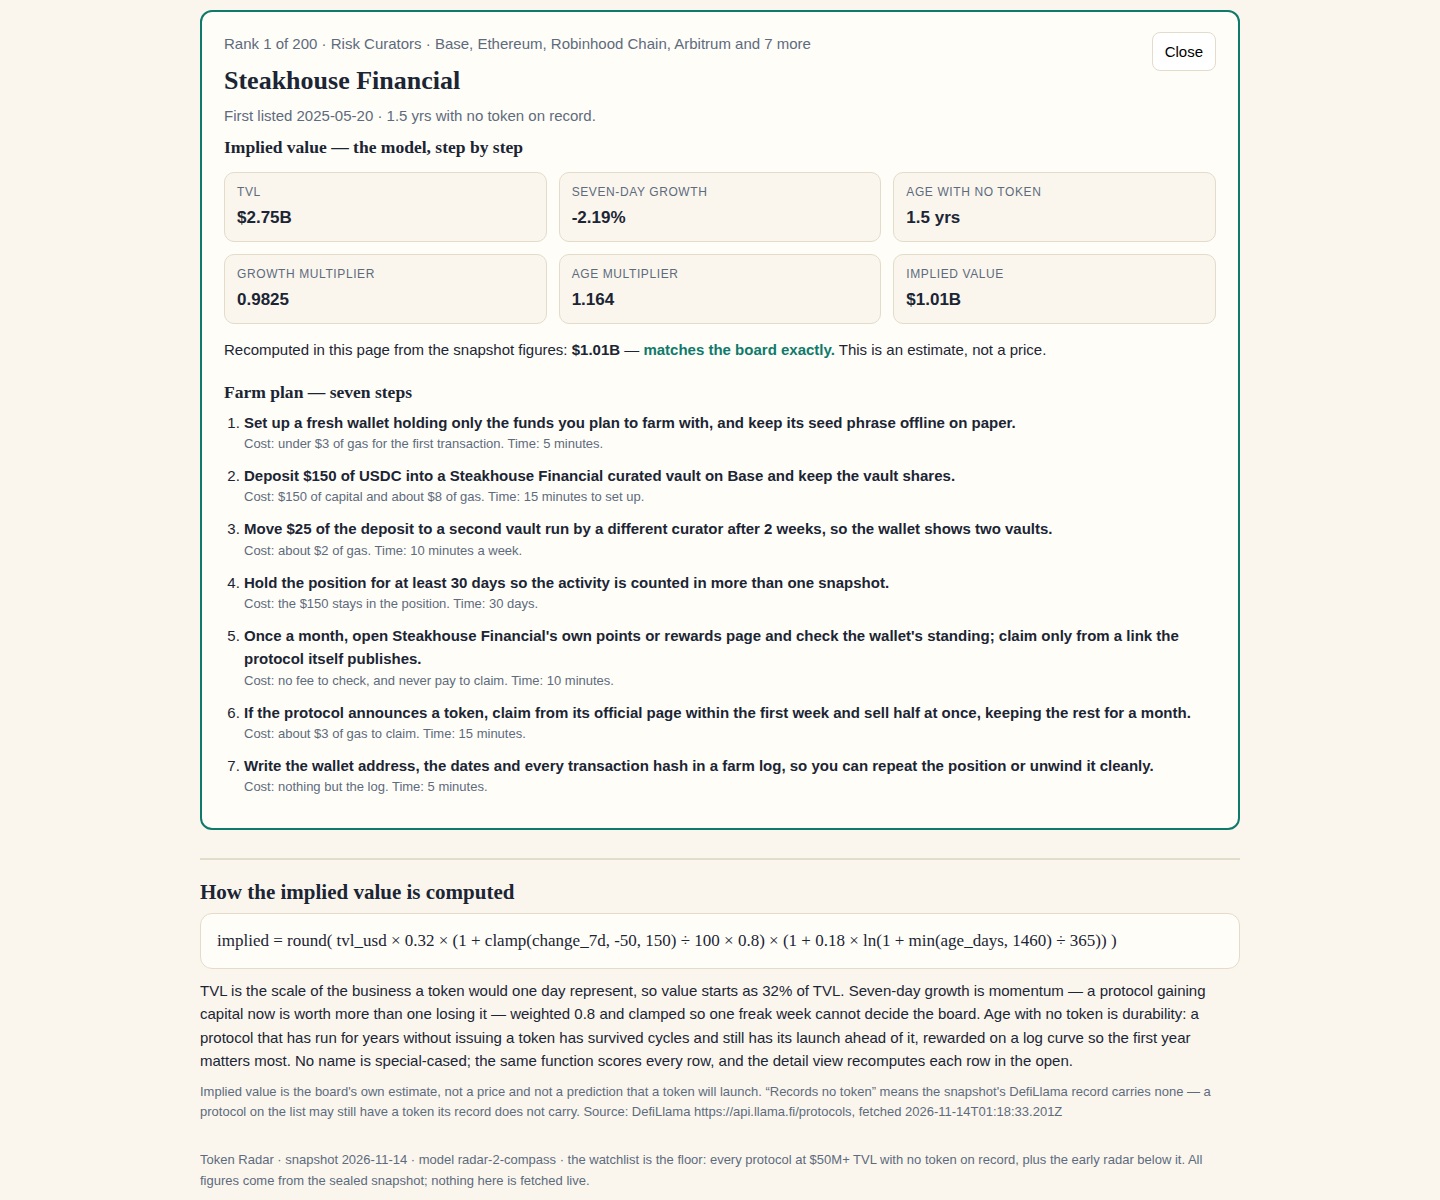 Rank 1 of 200 · Risk Curators · Base, Ethereum, Robinhood Chain, Arbitrum and 7 more
Close
Steakhouse Financial
First listed 2025-05-20 · 1.5 yrs with no token on record.
Implied value — the model, step by step
TVL
$2.75B
SEVEN-DAY GROWTH
-2.19%
AGE WITH NO TOKEN
1.5 yrs
GROWTH MULTIPLIER
0.9825
AGE MULTIPLIER
1.164
IMPLIED VALUE
$1.01B
Recomputed in this page from the snapshot figures: $1.01B — matches the board exactly. This is an estimate, not a price.
Farm plan — seven steps
1. Set up a fresh wallet holding only the funds you plan to farm with, and keep its seed phrase offline on paper.
Cost: under $3 of gas for the first transaction. Time: 5 minutes.
2. Deposit $150 of USDC into a Steakhouse Financial curated vault on Base and keep the vault shares.
Cost: $150 of capital and about $8 of gas. Time: 15 minutes to set up.
3. Move $25 of the deposit to a second vault run by a different curator after 2 weeks, so the wallet shows two vaults.
Cost: about $2 of gas. Time: 10 minutes a week.
4. Hold the position for at least 30 days so the activity is counted in more than one snapshot.
Cost: the $150 stays in the position. Time: 30 days.
5. Once a month, open Steakhouse Financial's own points or rewards page and check the wallet's standing; claim only from a link the
protocol itself publishes.
Cost: no fee to check, and never pay to claim. Time: 10 minutes.
6. If the protocol announces a token, claim from its official page within the first week and sell half at once, keeping the rest for a month.
Cost: about $3 of gas to claim. Time: 15 minutes.
7. Write the wallet address, the dates and every transaction hash in a farm log, so you can repeat the position or unwind it cleanly.
Cost: nothing but the log. Time: 5 minutes.
How the implied value is computed
implied = round( tvl_usd × 0.32 × (1 + clamp(change_7d, -50, 150) ÷ 100 × 0.8) × (1 + 0.18 × ln(1 + min(age_days, 1460) ÷ 365)) )
TVL is the scale of the business a token would one day represent, so value starts as 32% of TVL. Seven-day growth is momentum — a protocol gaining
capital now is worth more than one losing it — weighted 0.8 and clamped so one freak week cannot decide the board. Age with no token is durability: a
protocol that has run for years without issuing a token has survived cycles and still has its launch ahead of it, rewarded on a log curve so the first year
matters most. No name is special-cased; the same function scores every row, and the detail view recomputes each row in the open.
Implied value is the board's own estimate, not a price and not a prediction that a token will launch. “Records no token” means the snapshot's DefiLlama record carries none — a
protocol on the list may still have a token its record does not carry. Source: DefiLlama https://api.llama.fi/protocols, fetched 2026-11-14T01:18:33.201Z
Token Radar · snapshot 2026-11-14 · model radar-2-compass · the watchlist is the floor: every protocol at $50M+ TVL with no token on record, plus the early radar below it. All
figures come from the sealed snapshot; nothing here is fetched live.